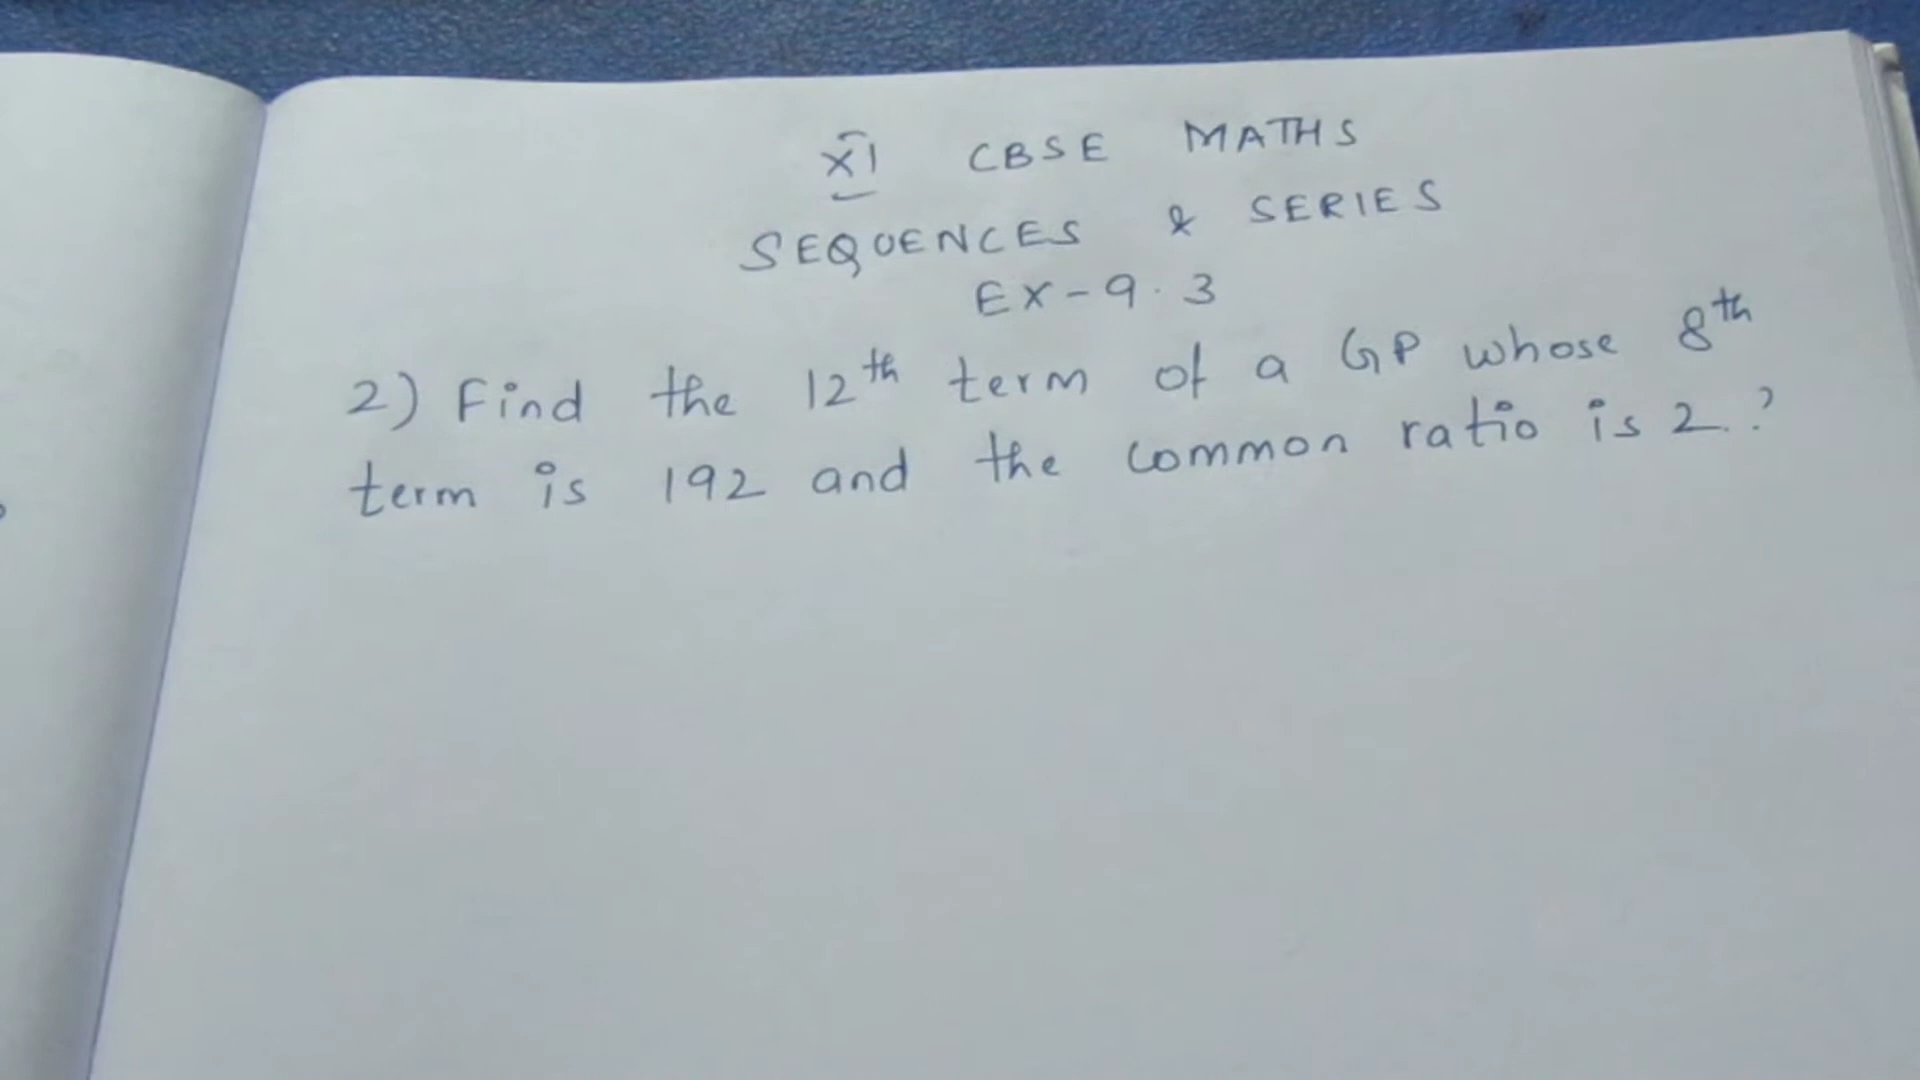 XI CBSE MATHS
SEQUENCES & SERIES
EX-9.3
2) Find the 12th term of a GP whose 8th
term is 192 and the common ratio is 2.?